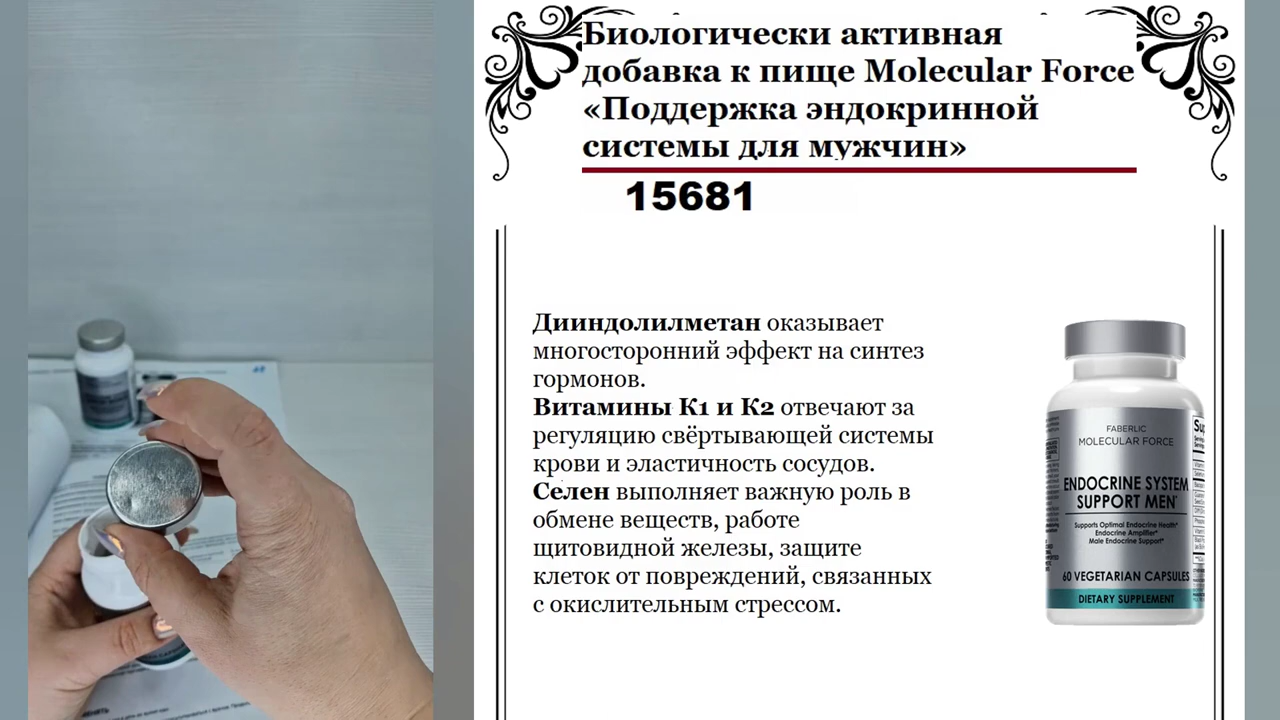 Биологически активная
добавка к пище Molecular Force
«Поддержка эндокринной
системы для мужчин»
15681
Дииндолилметан оказывает
многосторонний эффект на синтез
гормонов.
Витамины К1 и К2 отвечают за
регуляцию свёртывающей системы
крови и эластичность сосудов.
Селен выполняет важную роль в
обмене веществ, работе
щитовидной железы, защите
клеток от повреждений, связанных
с окислительным стрессом.
FABERLIC
MOLECULAR FORCE
ENDOCRINE SYSTEM
SUPPORT MEN*
Supports Optimal Endocrine Health*
Endocrine Amplifier*
Male Endocrine Support*
60 VEGETARIAN CAPSULES
DIETARY SUPPLEMENT